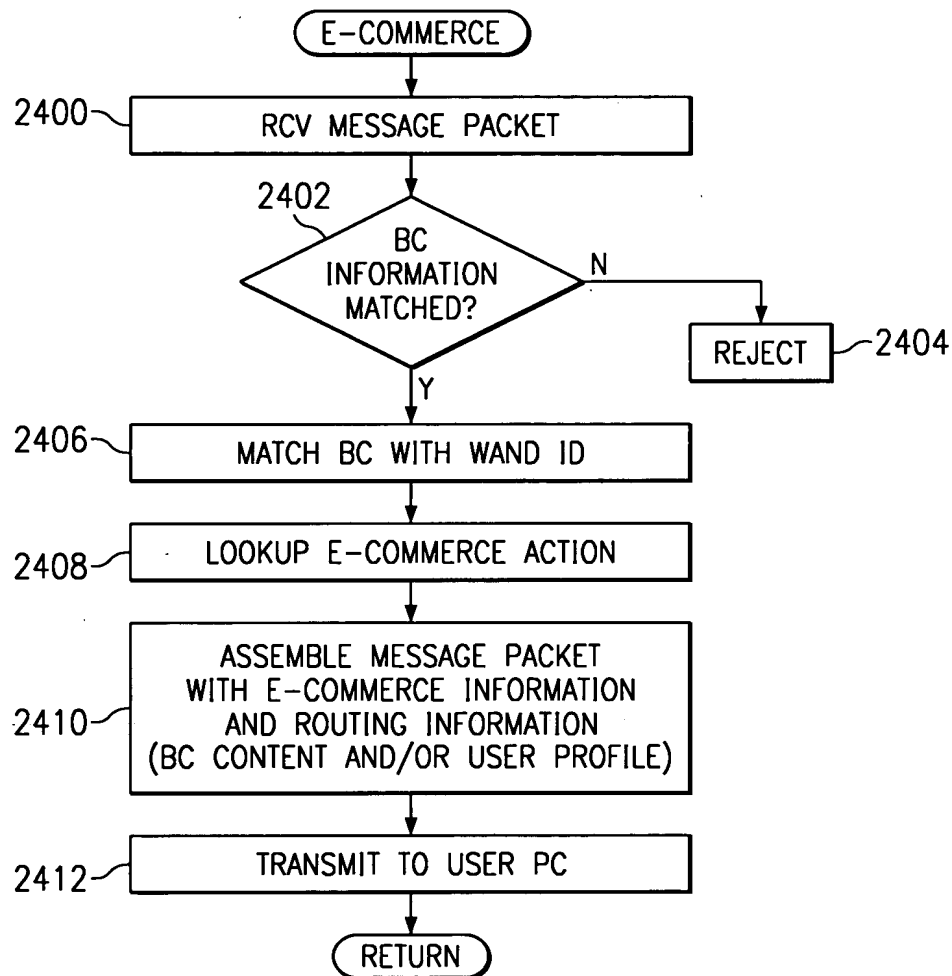 E-COMMERCE
2400
RCV MESSAGE PACKET
2402
BC
INFORMATION
MATCHED?
N
REJECT
2404
Y
2406
MATCH BC WITH WAND ID
2408
LOOKUP E-COMMERCE ACTION
2410
ASSEMBLE MESSAGE PACKET
WITH E-COMMERCE INFORMATION
AND ROUTING INFORMATION
(BC CONTENT AND/OR USER PROFILE)
2412
TRANSMIT TO USER PC
RETURN